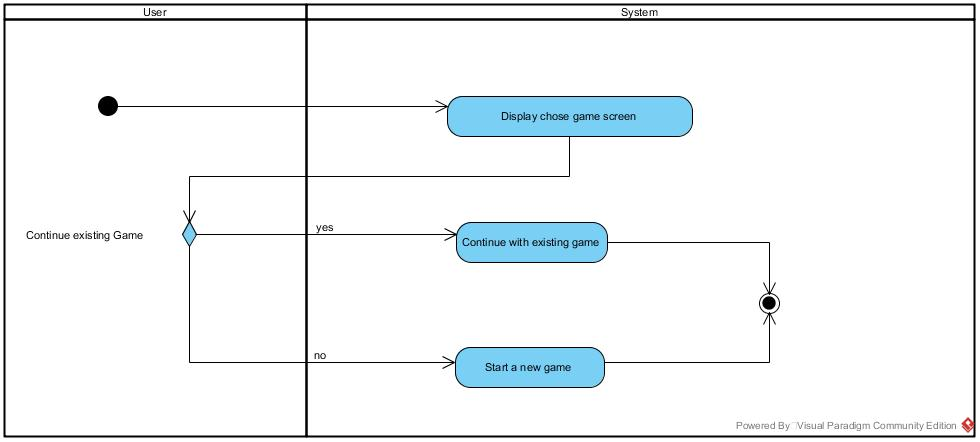 User
System
Display chose game screen
Continue existing Game
yes
Continue with existing game
no
Start a new game
Powered By Visual Paradigm Community Edition